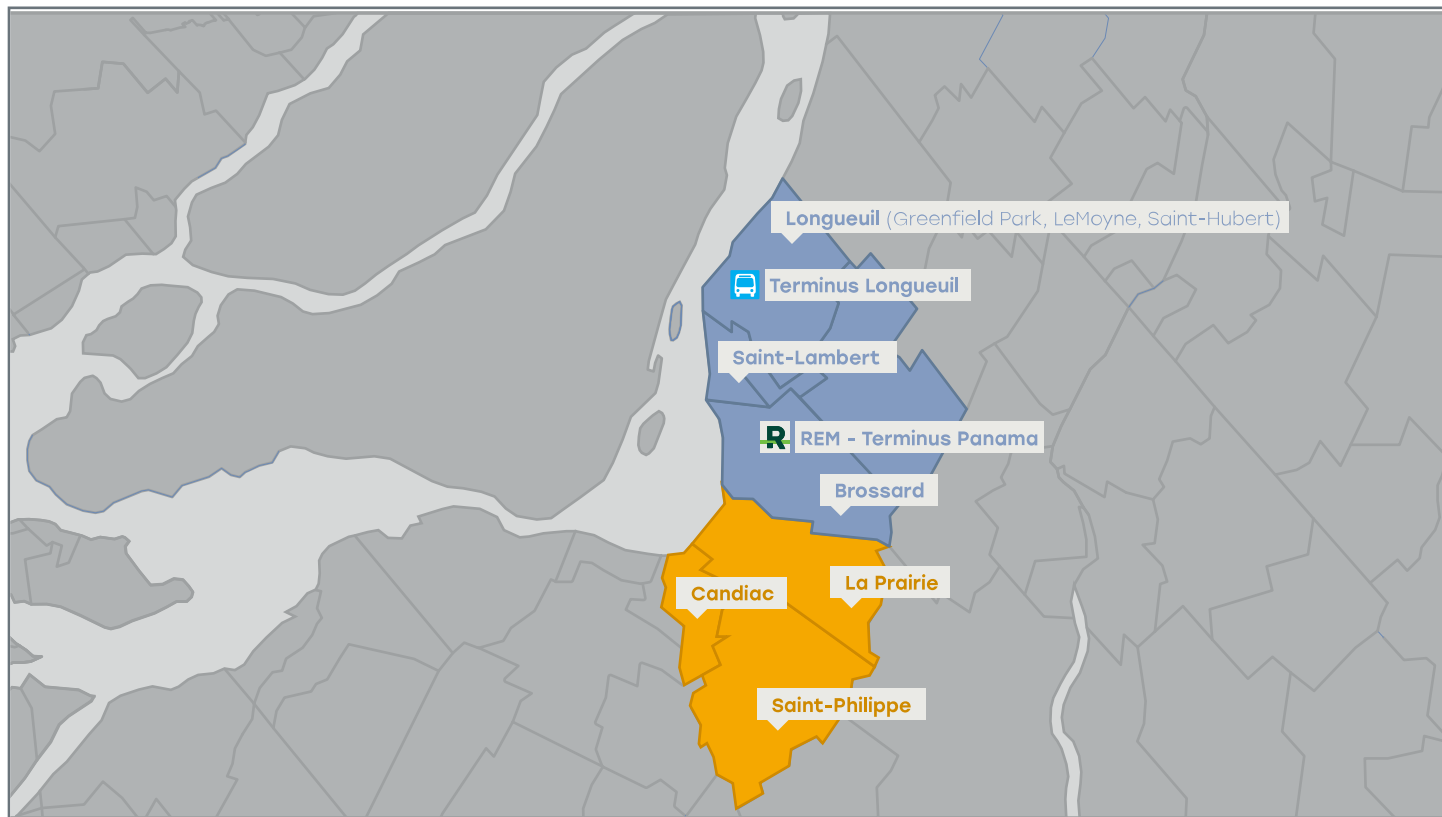 Longueuil (Greenfield Park, LeMoyne, Saint-Hubert)
Terminus Longueuil
Saint-Lambert
R REM - Terminus Panama
Brossard
Candiac
La Prairie
Saint-Philippe